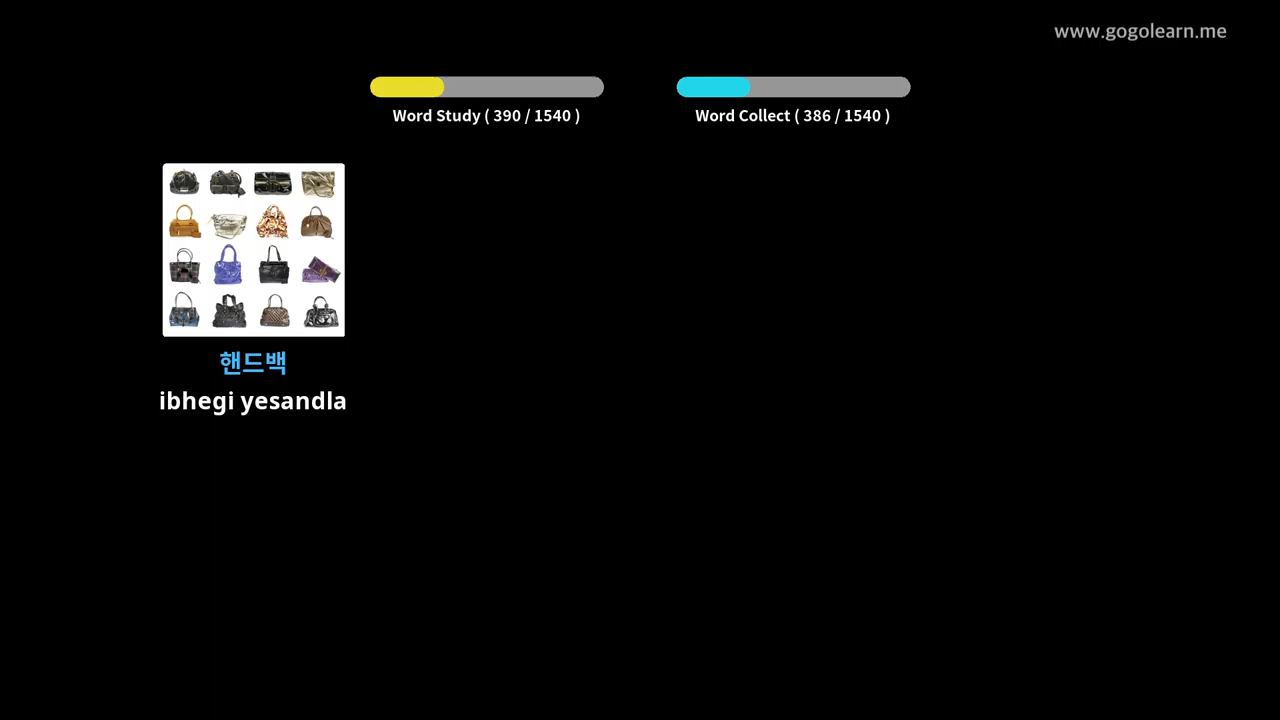 www.gogolearn.me
Word Study ( 390 / 1540 )
Word Collect ( 386 / 1540 )
핸드백
ibhegi yesandla